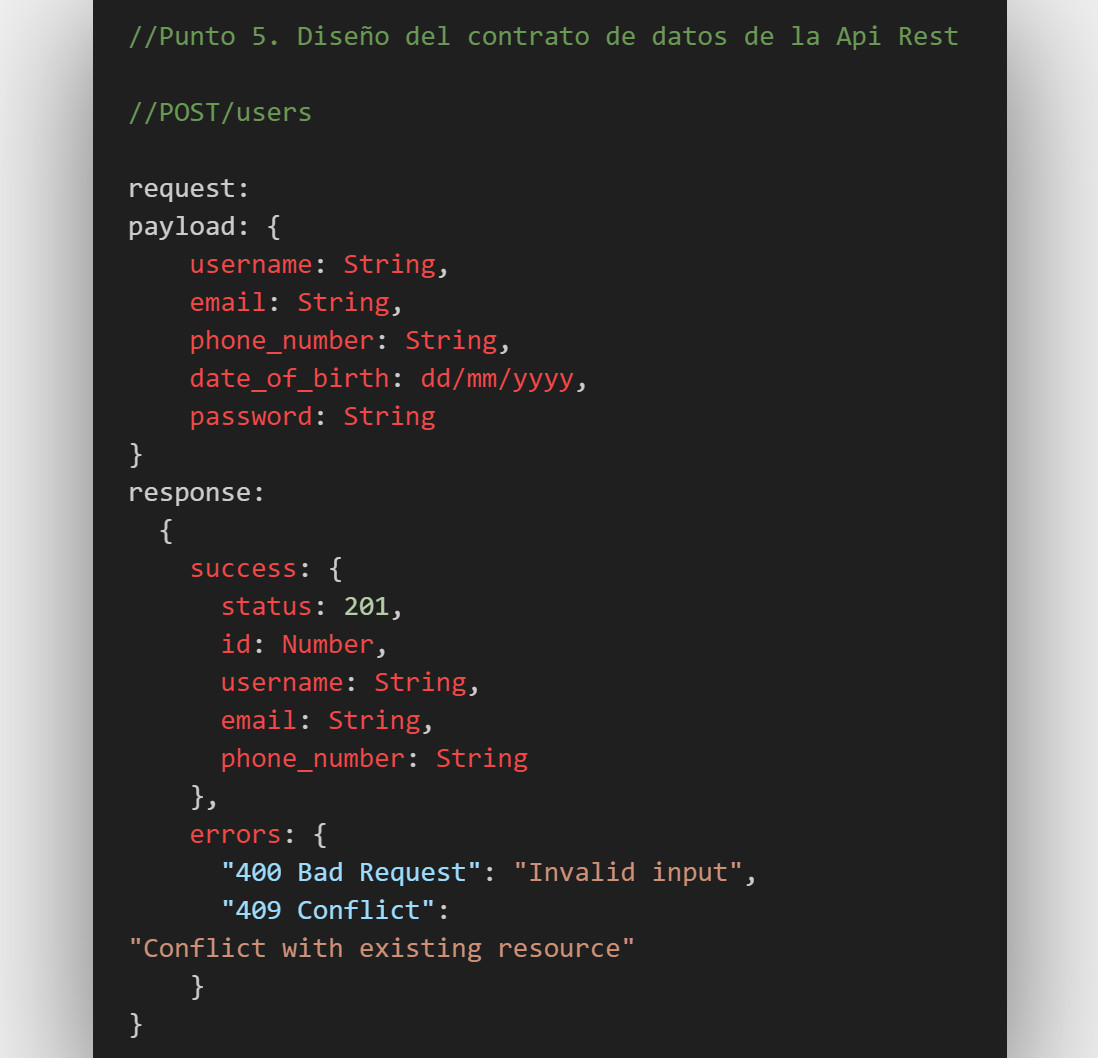 //Punto 5. Diseño del contrato de datos de la Api Rest
//POST/users
request:
payload: {
username: String,
email: String,
phone_number: String,
date_of_birth: dd/mm/yyyy,
password: String
}
response:
{
success: {
status: 201,
id: Number,
username: String,
email: String,
phone_number: String
},
errors: {
"400 Bad Request": "Invalid input",
"409 Conflict":
"Conflict with existing resource"
}
}